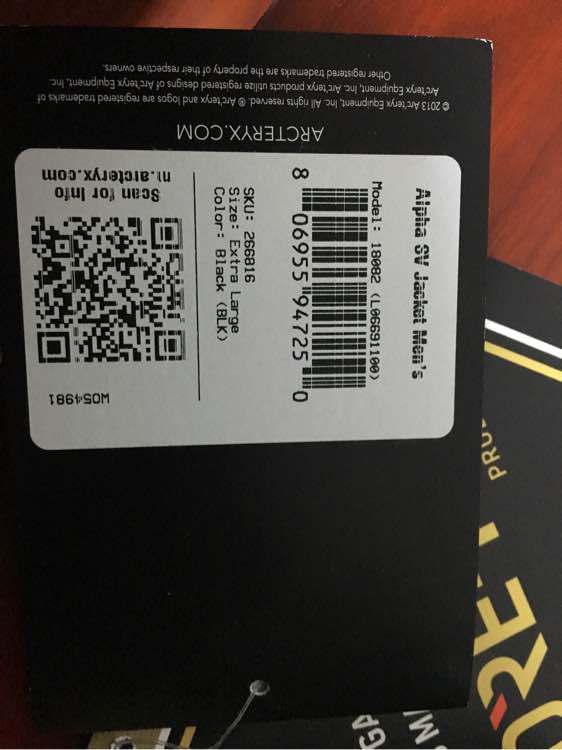 Alpha SV Jacket Men's
Model: 18082 (L06691100)
8 06955 94725 0
SKU: 266816
Size: Extra Large
Color: Black (BLK)
Scan for Info
m.arcteryx.com
W054981
ARCTERYX.COM
© 2013 Arc'teryx Equipment, Inc. All rights reserved. ® Arc'teryx and logos are registered trademarks of
Arc'teryx Equipment, Inc. Arc'teryx products utilize registered designs of Arc'teryx Equipment, Inc.
Other registered trademarks are the property of their respective owners.